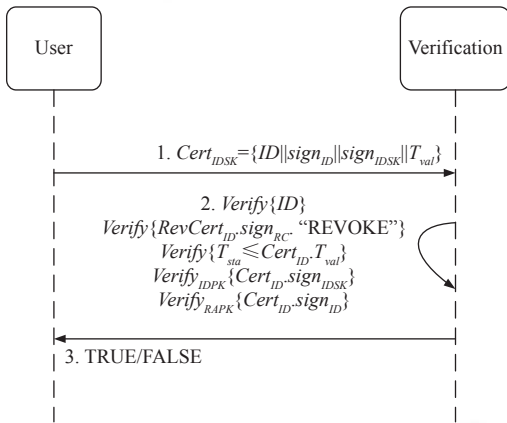 User Verification
1. Cert_IDSK={ID||sign_ID||sign_IDSK||T_val}
2. Verify{ID}
Verify{RevCert_ID.sign_RC. “REVOKE”}
Verify{T_sta≤Cert_ID.T_val}
Verify_IDPK{Cert_ID.sign_IDSK}
Verify_RAPK{Cert_ID.sign_ID}
3. TRUE/FALSE